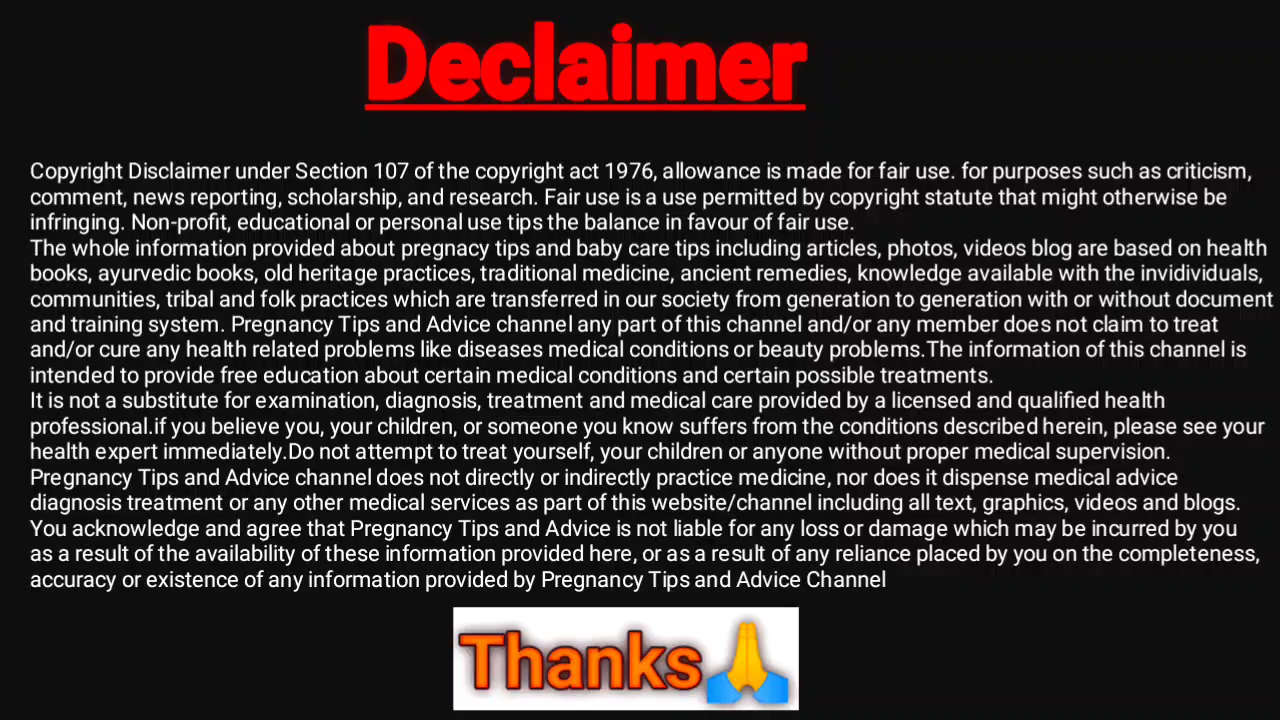 Declaimer
Copyright Disclaimer under Section 107 of the copyright act 1976, allowance is made for fair use. for purposes such as criticism,
comment, news reporting, scholarship, and research. Fair use is a use permitted by copyright statute that might otherwise be
infringing. Non-profit, educational or personal use tips the balance in favour of fair use.
The whole information provided about pregnacy tips and baby care tips including articles, photos, videos blog are based on health
books, ayurvedic books, old heritage practices, traditional medicine, ancient remedies, knowledge available with the invidividuals,
communities, tribal and folk practices which are transferred in our society from generation to generation with or without document
and training system. Pregnancy Tips and Advice channel any part of this channel and/or any member does not claim to treat
and/or cure any health related problems like diseases medical conditions or beauty problems.The information of this channel is
intended to provide free education about certain medical conditions and certain possible treatments.
It is not a substitute for examination, diagnosis, treatment and medical care provided by a licensed and qualified health
professional.if you believe you, your children, or someone you know suffers from the conditions described herein, please see your
health expert immediately.Do not attempt to treat yourself, your children or anyone without proper medical supervision.
Pregnancy Tips and Advice channel does not directly or indirectly practice medicine, nor does it dispense medical advice
diagnosis treatment or any other medical services as part of this website/channel including all text, graphics, videos and blogs.
You acknowledge and agree that Pregnancy Tips and Advice is not liable for any loss or damage which may be incurred by you
as a result of the availability of these information provided here, or as a result of any reliance placed by you on the completeness,
accuracy or existence of any information provided by Pregnancy Tips and Advice Channel
Thanks🙏